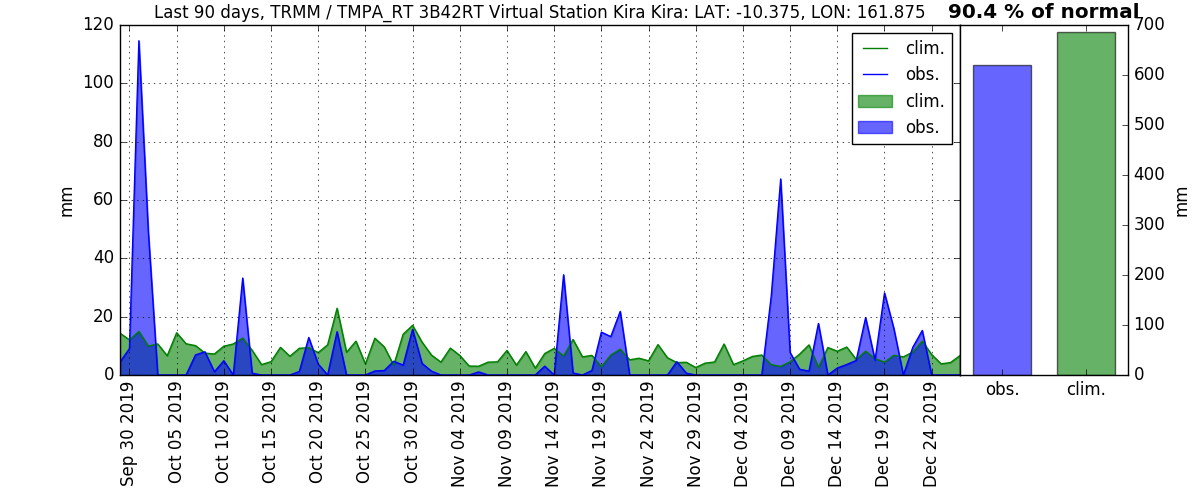 Last 90 days, TRMM / TMPA_RT 3B42RT Virtual Station Kira Kira: LAT: -10.375, LON: 161.875
90.4 % of normal
mm
120
100
80
60
40
20
0
clim.
obs.
clim.
obs.
700
600
500
400
300
200
100
0
mm
Sep 30 2019
Oct 05 2019
Oct 10 2019
Oct 15 2019
Oct 20 2019
Oct 25 2019
Oct 30 2019
Nov 04 2019
Nov 09 2019
Nov 14 2019
Nov 19 2019
Nov 24 2019
Nov 29 2019
Dec 04 2019
Dec 09 2019
Dec 14 2019
Dec 19 2019
Dec 24 2019
obs.
clim.